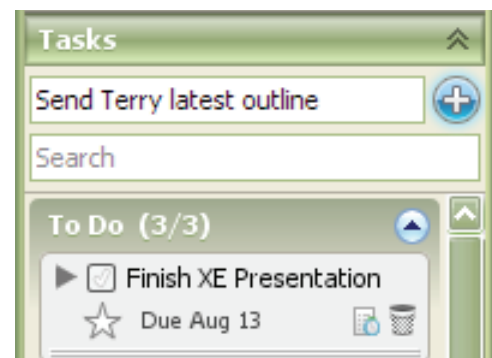 Tasks
Send Terry latest outline
Search
To Do (3/3)
Finish XE Presentation
Due Aug 13